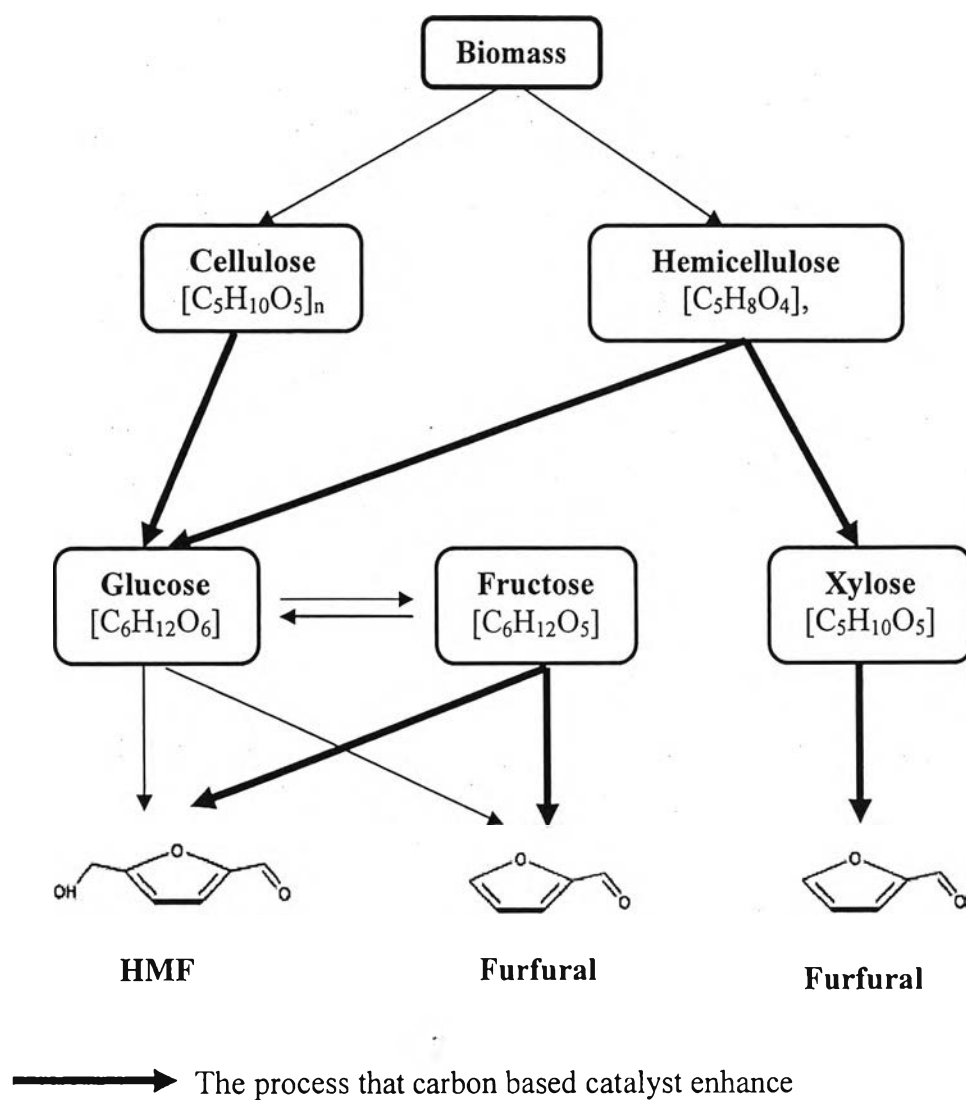 Biomass
Cellulose
[C₅H₁₀O₅]ₙ
Hemicellulose
[C₅H₈O₄],
Glucose
[C₆H₁₂O₆]
Fructose
[C₆H₁₂O₅]
Xylose
[C₅H₁₀O₅]
OH
O
O
O
O
O
O
HMF
Furfural
Furfural
The process that carbon based catalyst enhance